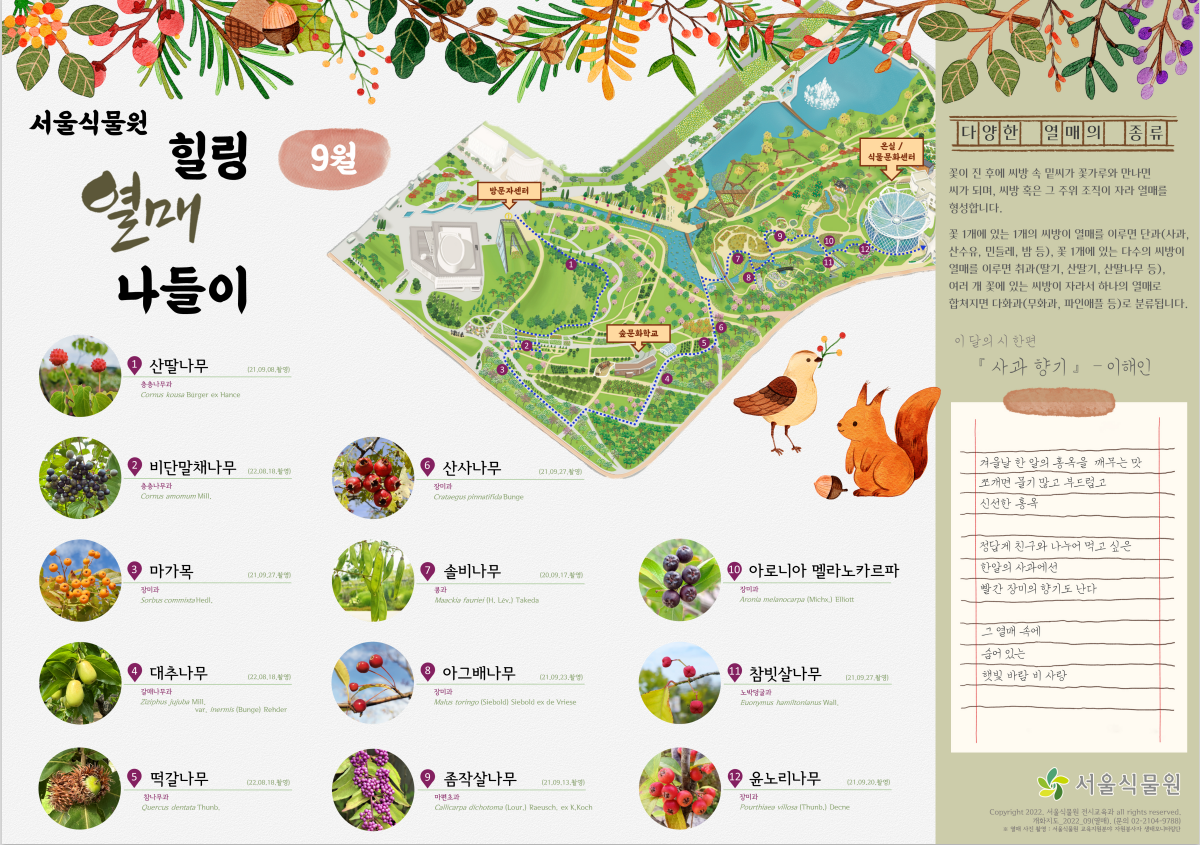 서울식물원
힐링
열매
나들이
9월
방문자센터
온실 /
식물문화센터
숲문화학교
1
2
3
4
5
6
7
8
9
10
11
12
1 산딸나무 (21.09.08.촬영)
층층나무과
Cornus kousa Bürger ex Hance
2 비단말채나무 (22.08.18.촬영)
층층나무과
Cornus amomum Mill.
3 마가목 (21.09.27.촬영)
장미과
Sorbus commixta Hedl.
4 대추나무 (22.08.18.촬영)
갈매나무과
Ziziphus jujuba Mill.
var. inermis (Bunge) Rehder
5 떡갈나무 (22.08.18.촬영)
참나무과
Quercus dentata Thunb.
6 산사나무 (21.09.27.촬영)
장미과
Crataegus pinnatifida Bunge
7 솔비나무 (20.09.17.촬영)
콩과
Maackia fauriei (H. Lév.) Takeda
8 아그배나무 (21.09.23.촬영)
장미과
Malus toringo (Siebold) Siebold ex de Vriese
9 좀작살나무 (21.09.13.촬영)
마편초과
Callicarpa dichotoma (Lour.) Raeusch. ex K.Koch
10 아로니아 멜라노카르파
장미과
Aronia melanocarpa (Michx.) Elliott
11 참빗살나무 (21.09.27.촬영)
노박덩굴과
Euonymus hamiltonianus Wall.
12 윤노리나무 (21.09.20.촬영)
장미과
Pourthiaea villosa (Thunb.) Decne
다양한 열매의 종류
꽃이 진 후에 씨방 속 밑씨가 꽃가루와 만나면
씨가 되며, 씨방 혹은 그 주위 조직이 자라 열매를
형성합니다.
꽃 1개에 있는 1개의 씨방이 열매를 이루면 단과(사과,
산수유, 민들레, 밤 등), 꽃 1개에 있는 다수의 씨방이
열매를 이루면 취과(딸기, 산딸기, 산딸나무 등),
여러 개 꽃에 있는 씨방이 자라서 하나의 열매로
합쳐지면 다화과(무화과, 파인애플 등)로 분류됩니다.
이달의 시 한편
『 사과 향기 』 - 이해인
겨울날 한 알의 홍옥을 깨무는 맛
쪼개면 물기 많고 부드럽고
신선한 홍옥
정답게 친구와 나누어 먹고 싶은
한알의 사과에선
빨간 장미의 향기도 난다
그 열매 속에
숨어 있는
햇빛 바람 비 사랑
서울식물원
Copyright 2022. 서울식물원 전시교육과 all rights reserved.
개화지도_2022_09(열매). (문의 02-2104-9788)
※ 열매 사진 촬영 : 서울식물원 교육지원분야 자원봉사자 생태모니터링단